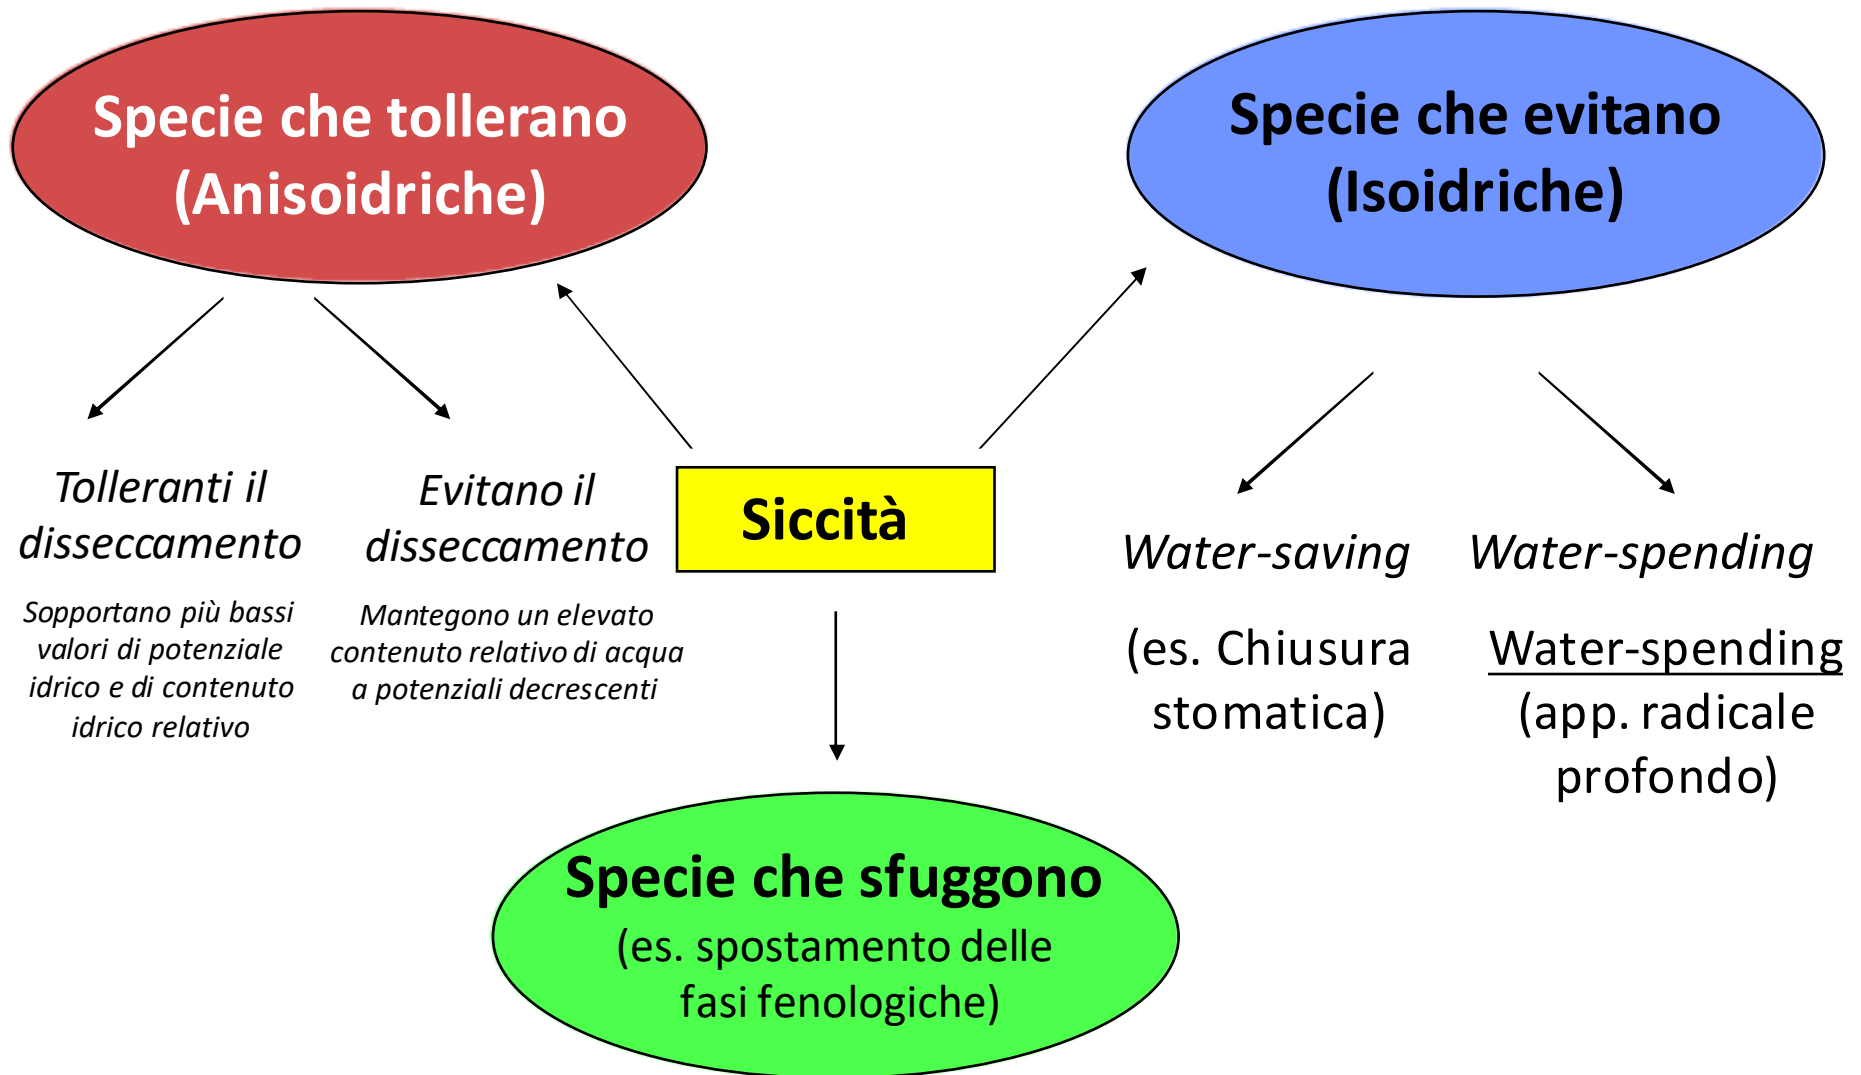 Specie che tollerano
(Anisoidriche)
Specie che evitano
(Isoidriche)
Tolleranti il
disseccamento
Sopportano più bassi
valori di potenziale
idrico e di contenuto
idrico relativo
Evitano il
disseccamento
Mantegono un elevato
contenuto relativo di acqua
a potenziali decrescenti
Siccità
Water-saving
(es. Chiusura
stomatica)
Water-spending
Water-spending
(app. radicale
profondo)
Specie che sfuggono
(es. spostamento delle
fasi fenologiche)